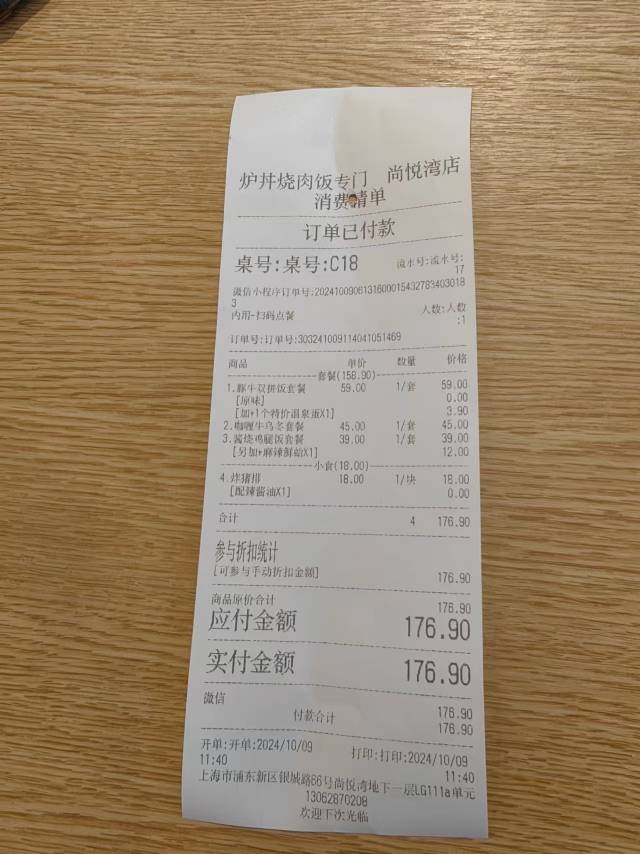 炉丼烧肉饭专门 尚悦湾店
消费清单
订单已付款
桌号:桌号:C18 流水号:流水号:
17
微信小程序订单号:2024100906131600015432783403018
3
内用-扫码点餐 人数:人数
:1
订单号:订单号:303241009114041051469
商品 单价 数量 价格
套餐(158.90)
1.豚牛双拼饭套餐 59.00 1/套 59.00
[原味] 0.00
[加+1个特价温泉蛋X1] 3.90
2.咖喱牛乌冬套餐 45.00 1/套 45.00
3.酱烧鸡腿饭套餐 39.00 1/套 39.00
[另加+麻辣鲜鲍X1] 12.00
小食(18.00)
4.炸猪排 18.00 1/块 18.00
[配辣酱油X1] 0.00
合计 4 176.90
参与折扣统计
[可参与手动折扣金额] 176.90
商品原价合计 176.90
应付金额 176.90
实付金额 176.90
微信 176.90
付款合计 176.90
开单:开单:2024/10/09 打印:打印:2024/10/09
11:40 11:40
上海市浦东新区银城路66号尚悦湾地下一层LG111a单元
13062870208
欢迎下次光临